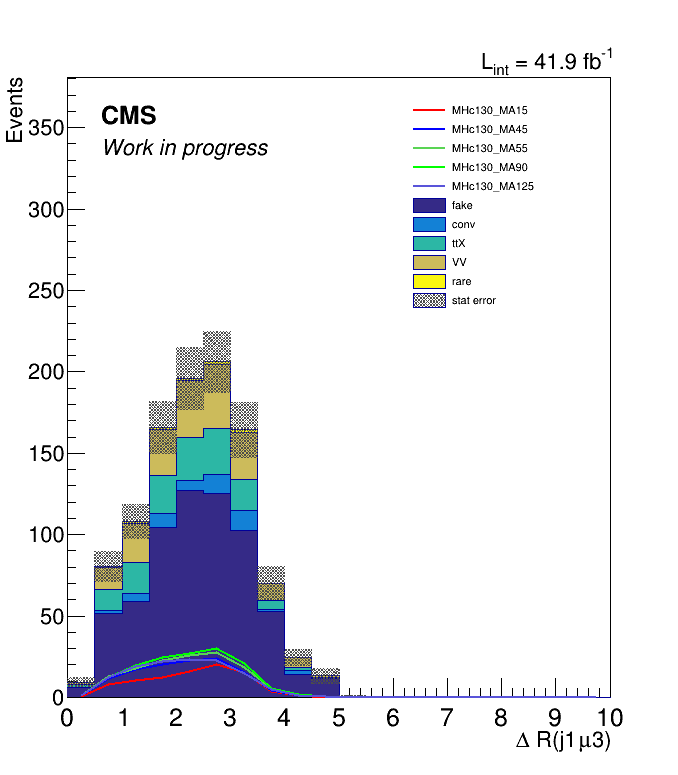 L_int = 41.9 fb^-1
Events
CMS
Work in progress
MHc130_MA15
MHc130_MA45
MHc130_MA55
MHc130_MA90
MHc130_MA125
fake
conv
ttX
VV
rare
stat error
350
300
250
200
150
100
50
0
0 1 2 3 4 5 6 7 8 9 10
Δ R(j1μ3)